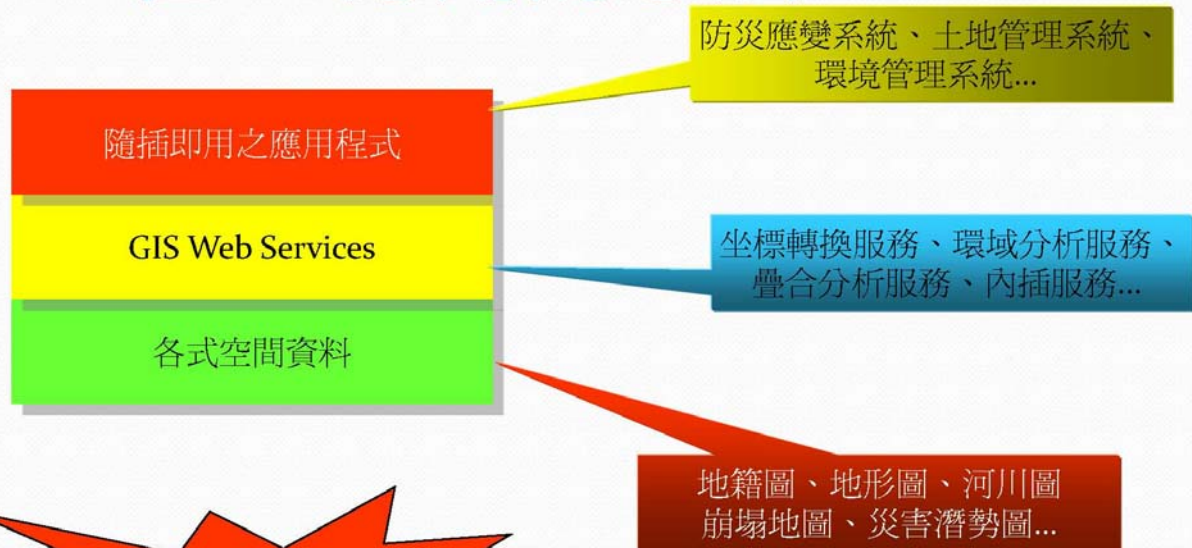 防災應變系統、土地管理系統、
環境管理系統...
隨插即用之應用程式
GIS Web Services
坐標轉換服務、環域分析服務、
疊合分析服務、內插服務...
各式空間資料
地籍圖、地形圖、河川圖
崩塌地圖、災害潛勢圖...